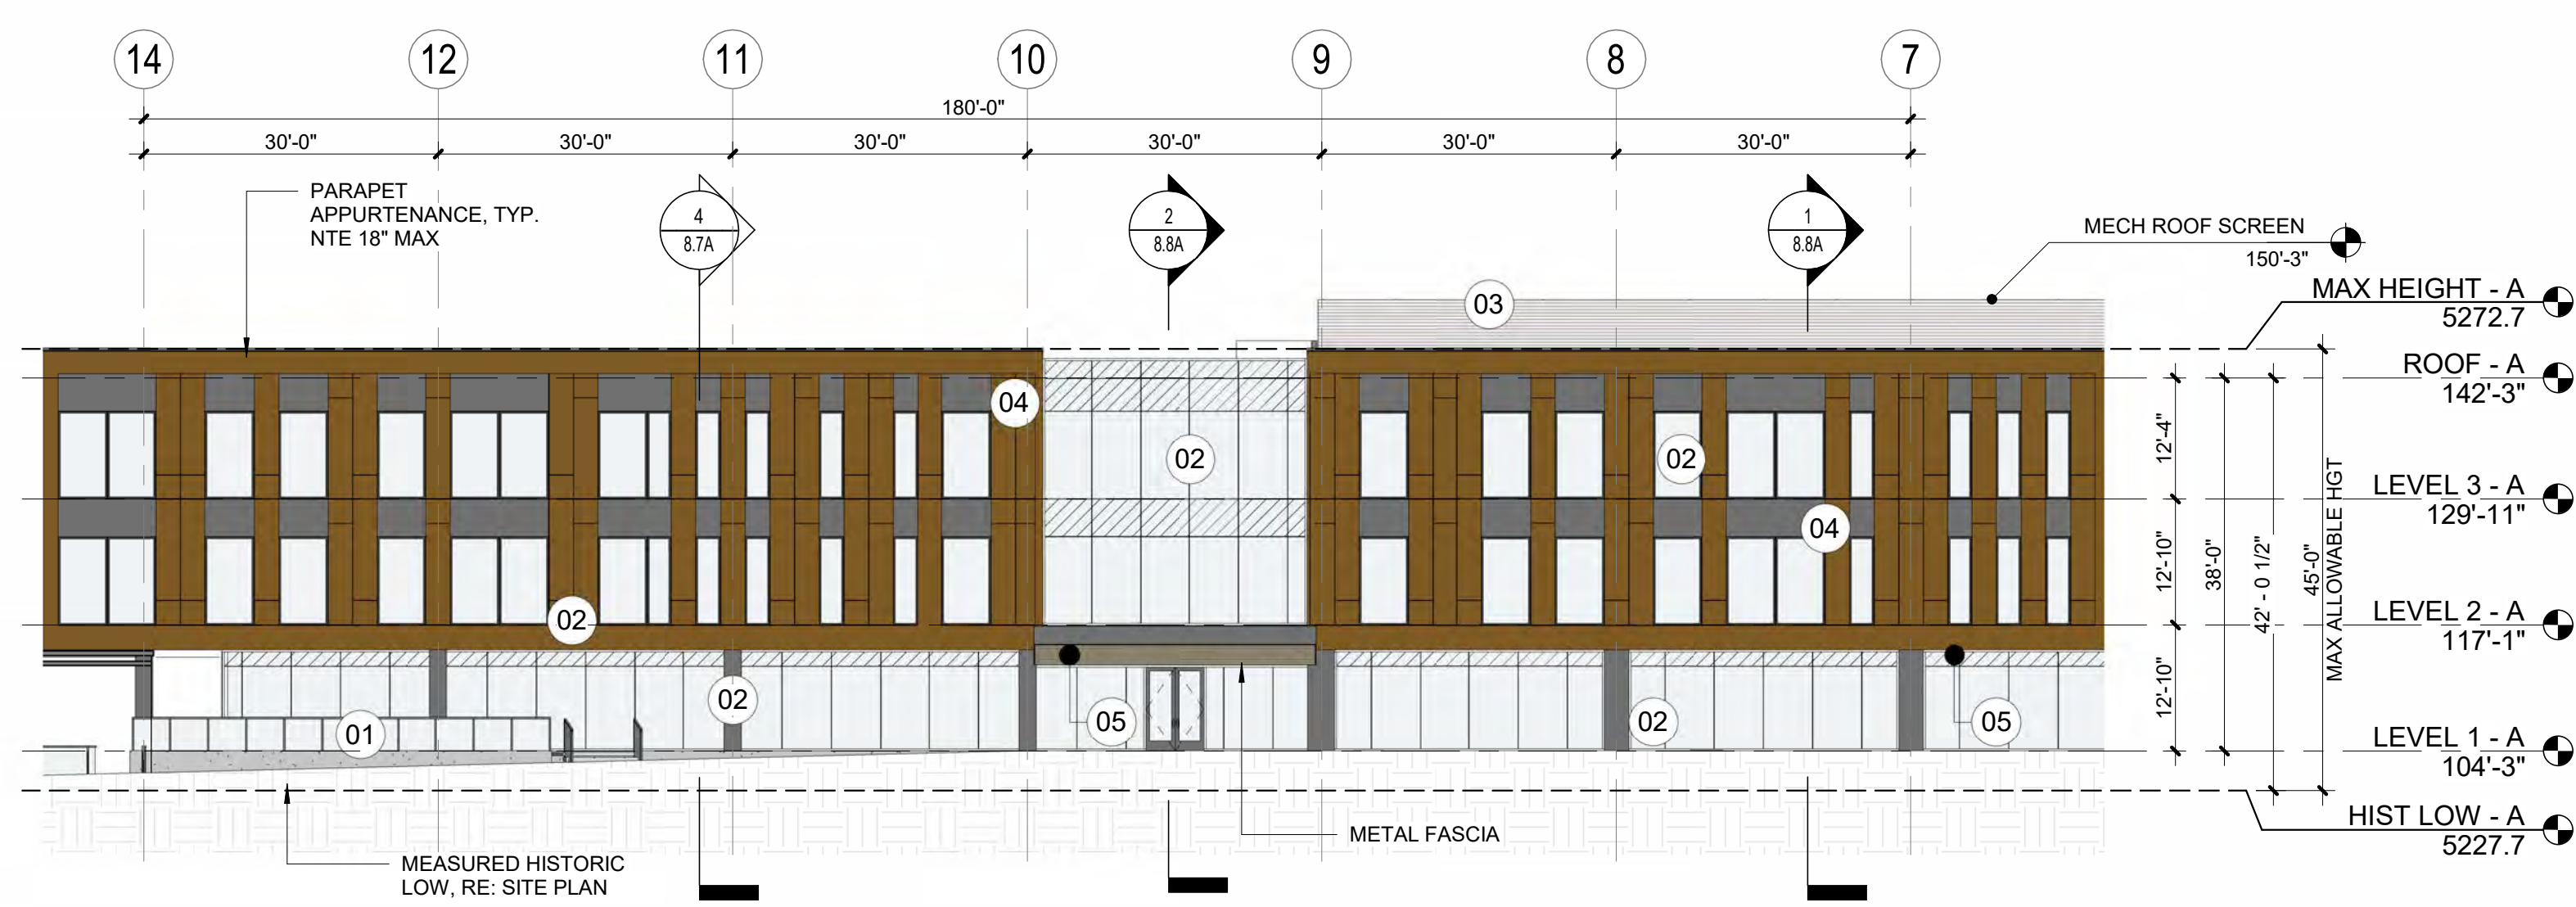 14
12
11
10
9
8
7
180'-0"
30'-0"
30'-0"
30'-0"
30'-0"
30'-0"
30'-0"
PARAPET
APPURTENANCE, TYP.
NTE 18" MAX
4
8.7A
2
8.8A
1
8.8A
MECH ROOF SCREEN
150'-3"
MAX HEIGHT - A
5272.7
03
ROOF - A
142'-3"
04
02
02
12'-4"
LEVEL 3 - A
129'-11"
04
12'-10"
38'-0"
42' - 0 1/2"
45'-0"
MAX ALLOWABLE HGT
02
LEVEL 2 - A
117'-1"
02
12'-10"
01
05
02
05
LEVEL 1 - A
104'-3"
METAL FASCIA
HIST LOW - A
5227.7
MEASURED HISTORIC
LOW, RE: SITE PLAN